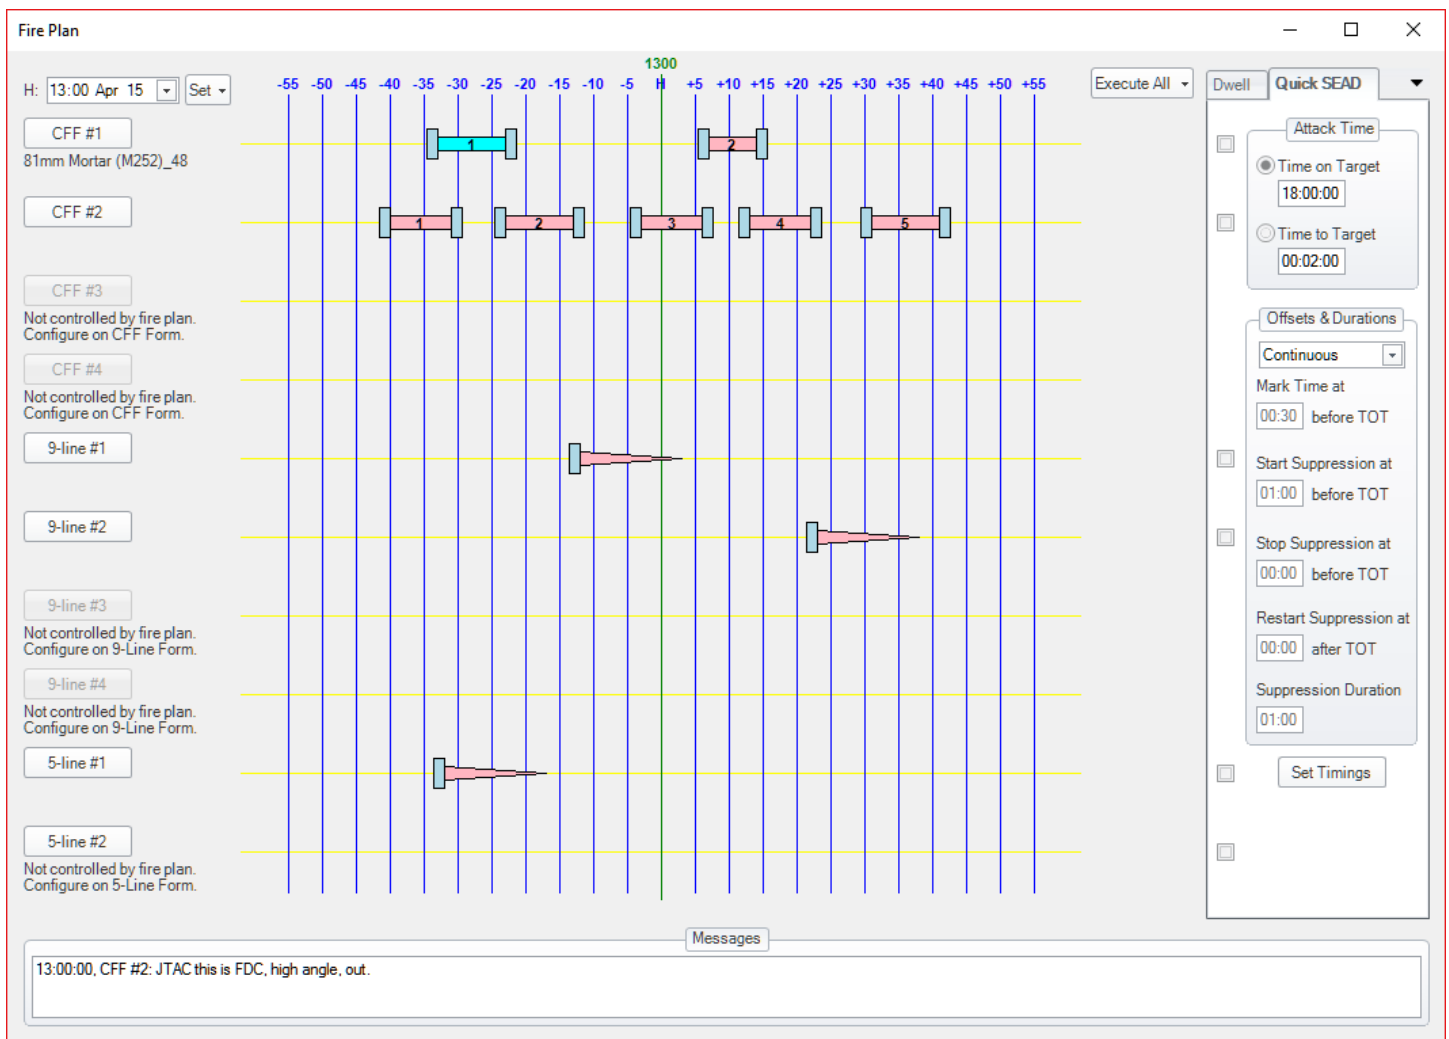 Fire Plan
1300
H: 13:00 Apr 15 Set
-55 -50 -45 -40 -35 -30 -25 -20 -15 -10 -5 H +5 +10 +15 +20 +25 +30 +35 +40 +45 +50 +55
Execute All
Dwell Quick SEAD
CFF #1
81mm Mortar (M252)_48
1 2
CFF #2
1 2 3 4 5
CFF #3
Not controlled by fire plan.
Configure on CFF Form.
CFF #4
Not controlled by fire plan.
Configure on CFF Form.
9-line #1
9-line #2
9-line #3
Not controlled by fire plan.
Configure on 9-Line Form.
9-line #4
Not controlled by fire plan.
Configure on 9-Line Form.
5-line #1
5-line #2
Not controlled by fire plan.
Configure on 5-Line Form.
Attack Time
Time on Target
18:00:00
Time to Target
00:02:00
Offsets & Durations
Continuous
Mark Time at
00:30 before TOT
Start Suppression at
01:00 before TOT
Stop Suppression at
00:00 before TOT
Restart Suppression at
00:00 after TOT
Suppression Duration
01:00
Set Timings
Messages
13:00:00, CFF #2: JTAC this is FDC, high angle, out.